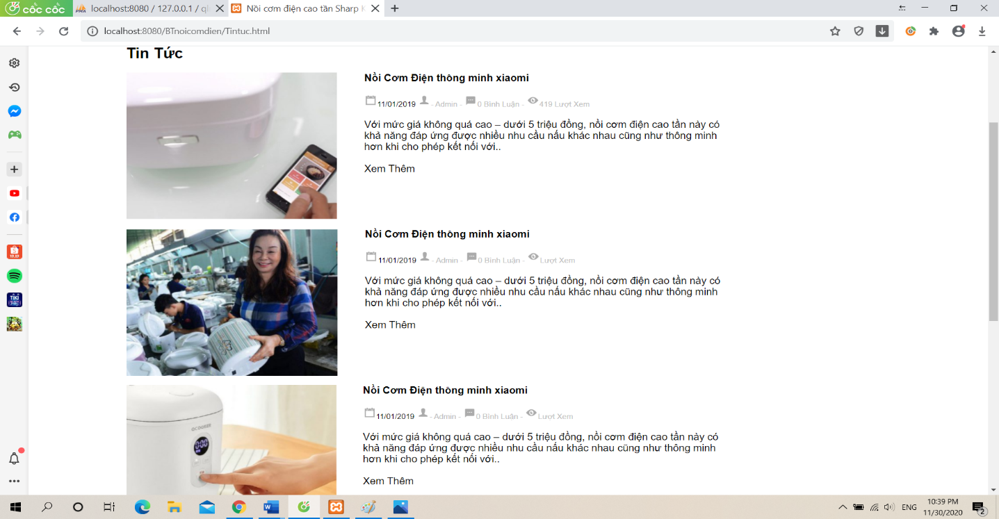 cốc cốc
localhost:8080 / 127.0.0.1 / ql
Nồi cơm điện cao tần Sharp K
localhost:8080/BTnoicomdien/Tintuc.html
Tin Tức
Nồi Cơm Điện thông minh xiaomi
11/01/2019 - Admin - 0 Bình Luận - 419 Lượt Xem
Với mức giá không quá cao – dưới 5 triệu đồng, nồi cơm điện cao tần này có
khả năng đáp ứng được nhiều nhu cầu nấu khác nhau cũng như thông minh
hơn khi cho phép kết nối với..
Xem Thêm
Nồi Cơm Điện thông minh xiaomi
11/01/2019 - Admin - 0 Bình Luận - Lượt Xem
Với mức giá không quá cao – dưới 5 triệu đồng, nồi cơm điện cao tần này có
khả năng đáp ứng được nhiều nhu cầu nấu khác nhau cũng như thông minh
hơn khi cho phép kết nối với..
Xem Thêm
Nồi Cơm Điện thông minh xiaomi
11/01/2019 - Admin - 0 Bình Luận - Lượt Xem
Với mức giá không quá cao – dưới 5 triệu đồng, nồi cơm điện cao tần này có
khả năng đáp ứng được nhiều nhu cầu nấu khác nhau cũng như thông minh
hơn khi cho phép kết nối với..
Xem Thêm
ENG
10:39 PM
11/30/2020
2